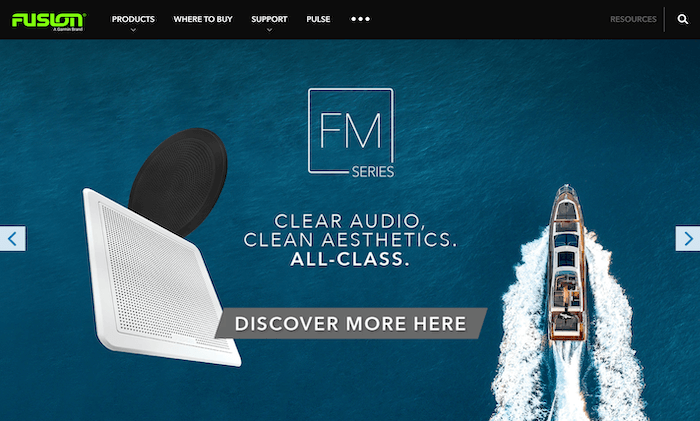 FUSION
A Garmin Brand
PRODUCTS
WHERE TO BUY
SUPPORT
PULSE
RESOURCES
FM
SERIES
CLEAR AUDIO,
CLEAN AESTHETICS.
ALL-CLASS.
DISCOVER MORE HERE